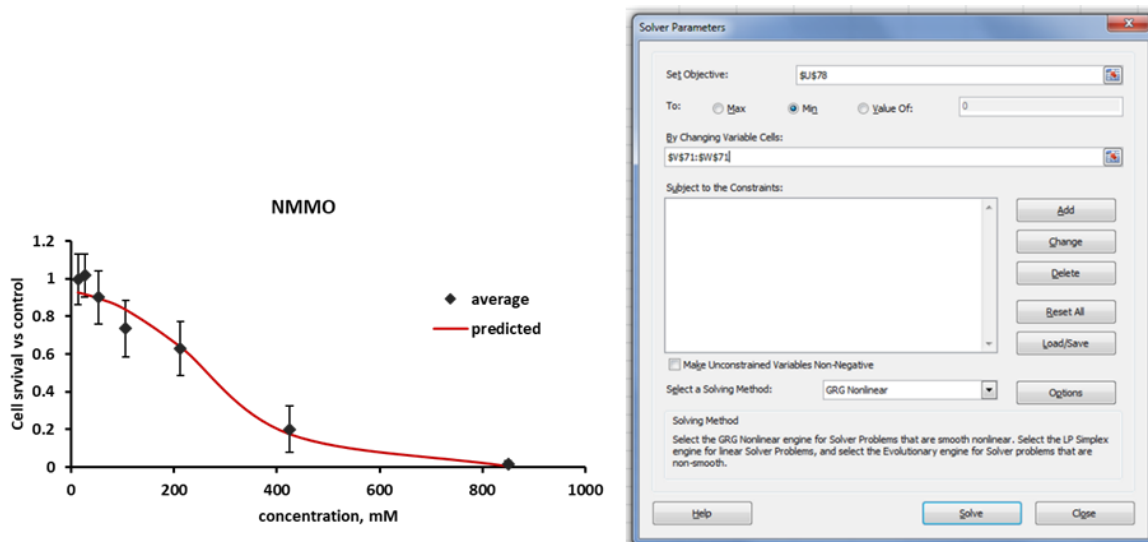 NMMO
1.2
1
0.8
0.6
0.4
0.2
0
0 200 400 600 800 1000
Cell srvival vs control
concentration, mM
average
predicted
Solver Parameters
Set Objective: $U$78
To: Max Min Value Of: 0
By Changing Variable Cells:
$V$71:$W$71
Subject to the Constraints:
Add
Change
Delete
Reset All
Load/Save
Make Unconstrained Variables Non-Negative
Select a Solving Method: GRG Nonlinear Options
Solving Method
Select the GRG Nonlinear engine for Solver Problems that are smooth nonlinear. Select the LP Simplex
engine for linear Solver Problems, and select the Evolutionary engine for Solver problems that are
non-smooth.
Help Solve Close